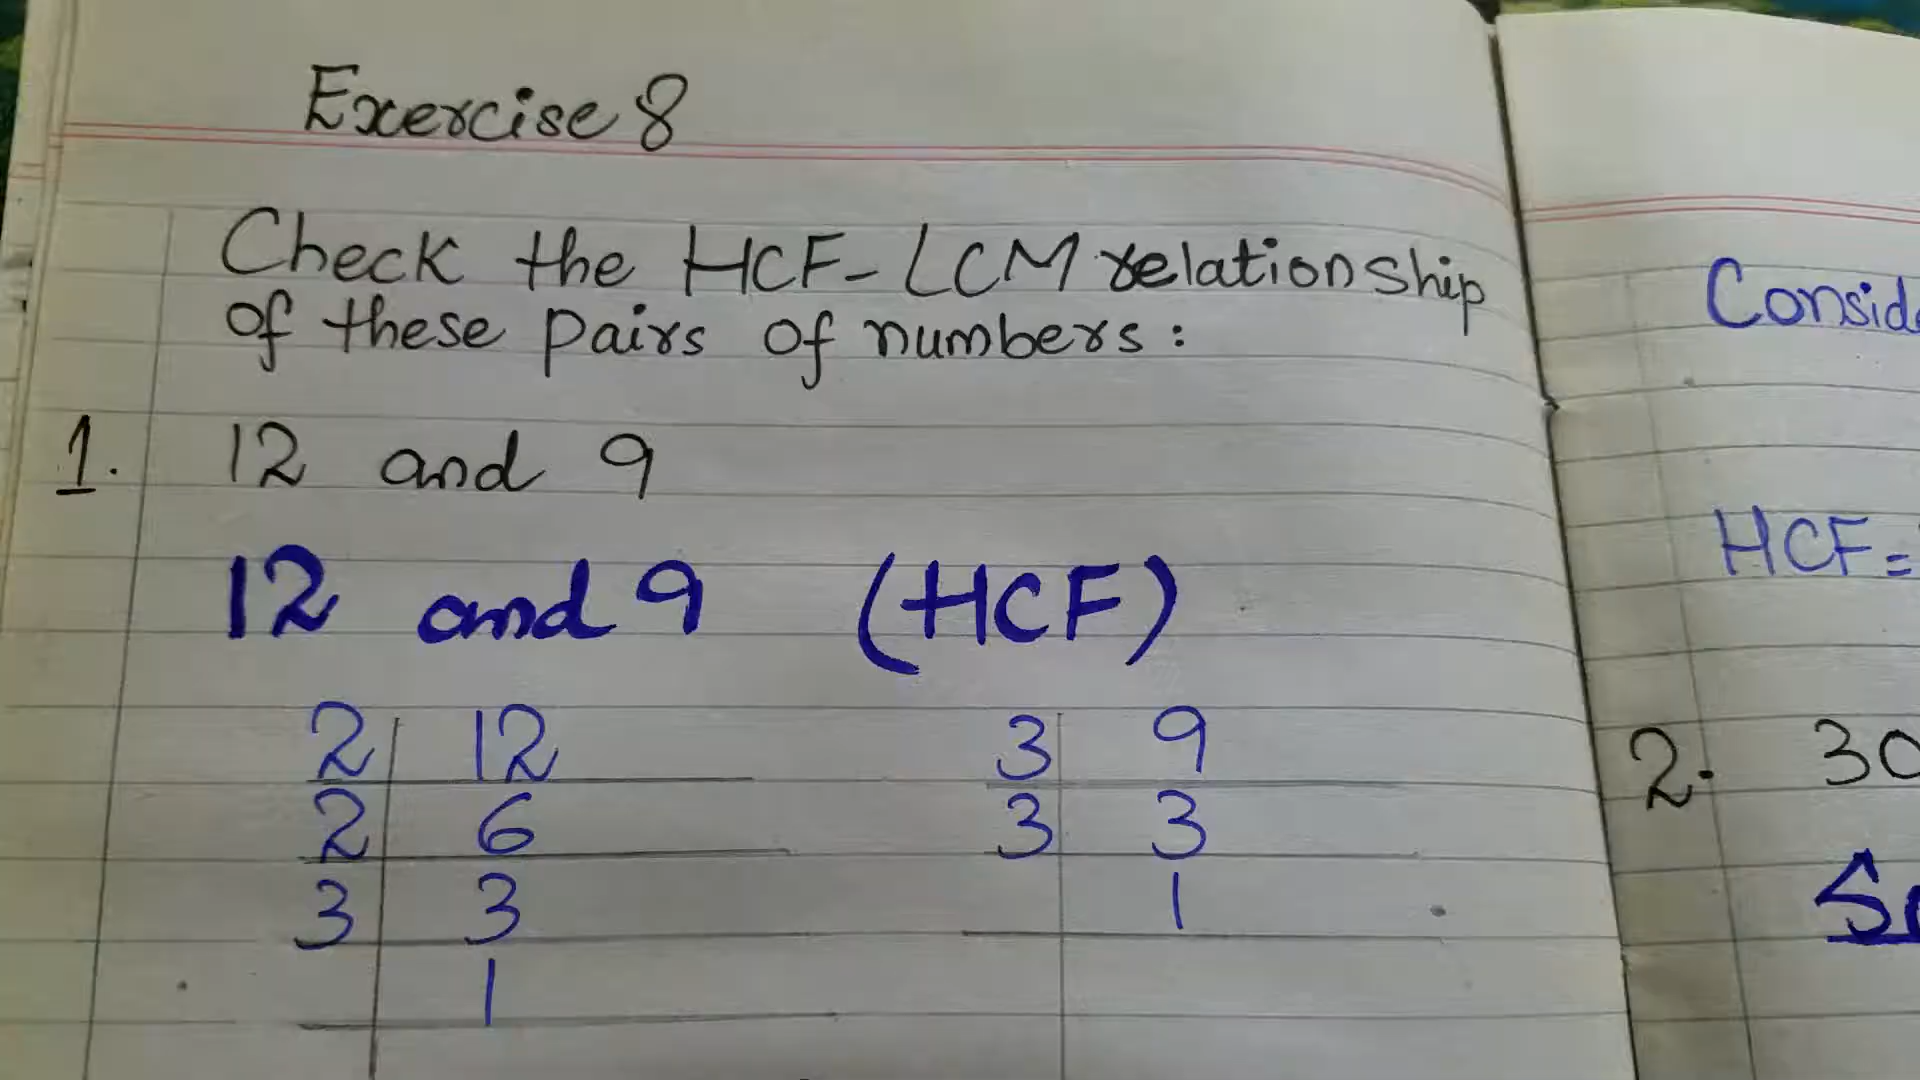 Exercise 8
Check the HCF-LCM relationship
of these pairs of numbers:
1. 12 and 9
12 and 9 (HCF)
2 | 12
2 | 6
3 | 3
1
3 | 9
3 | 3
1
HCF=
2. 30